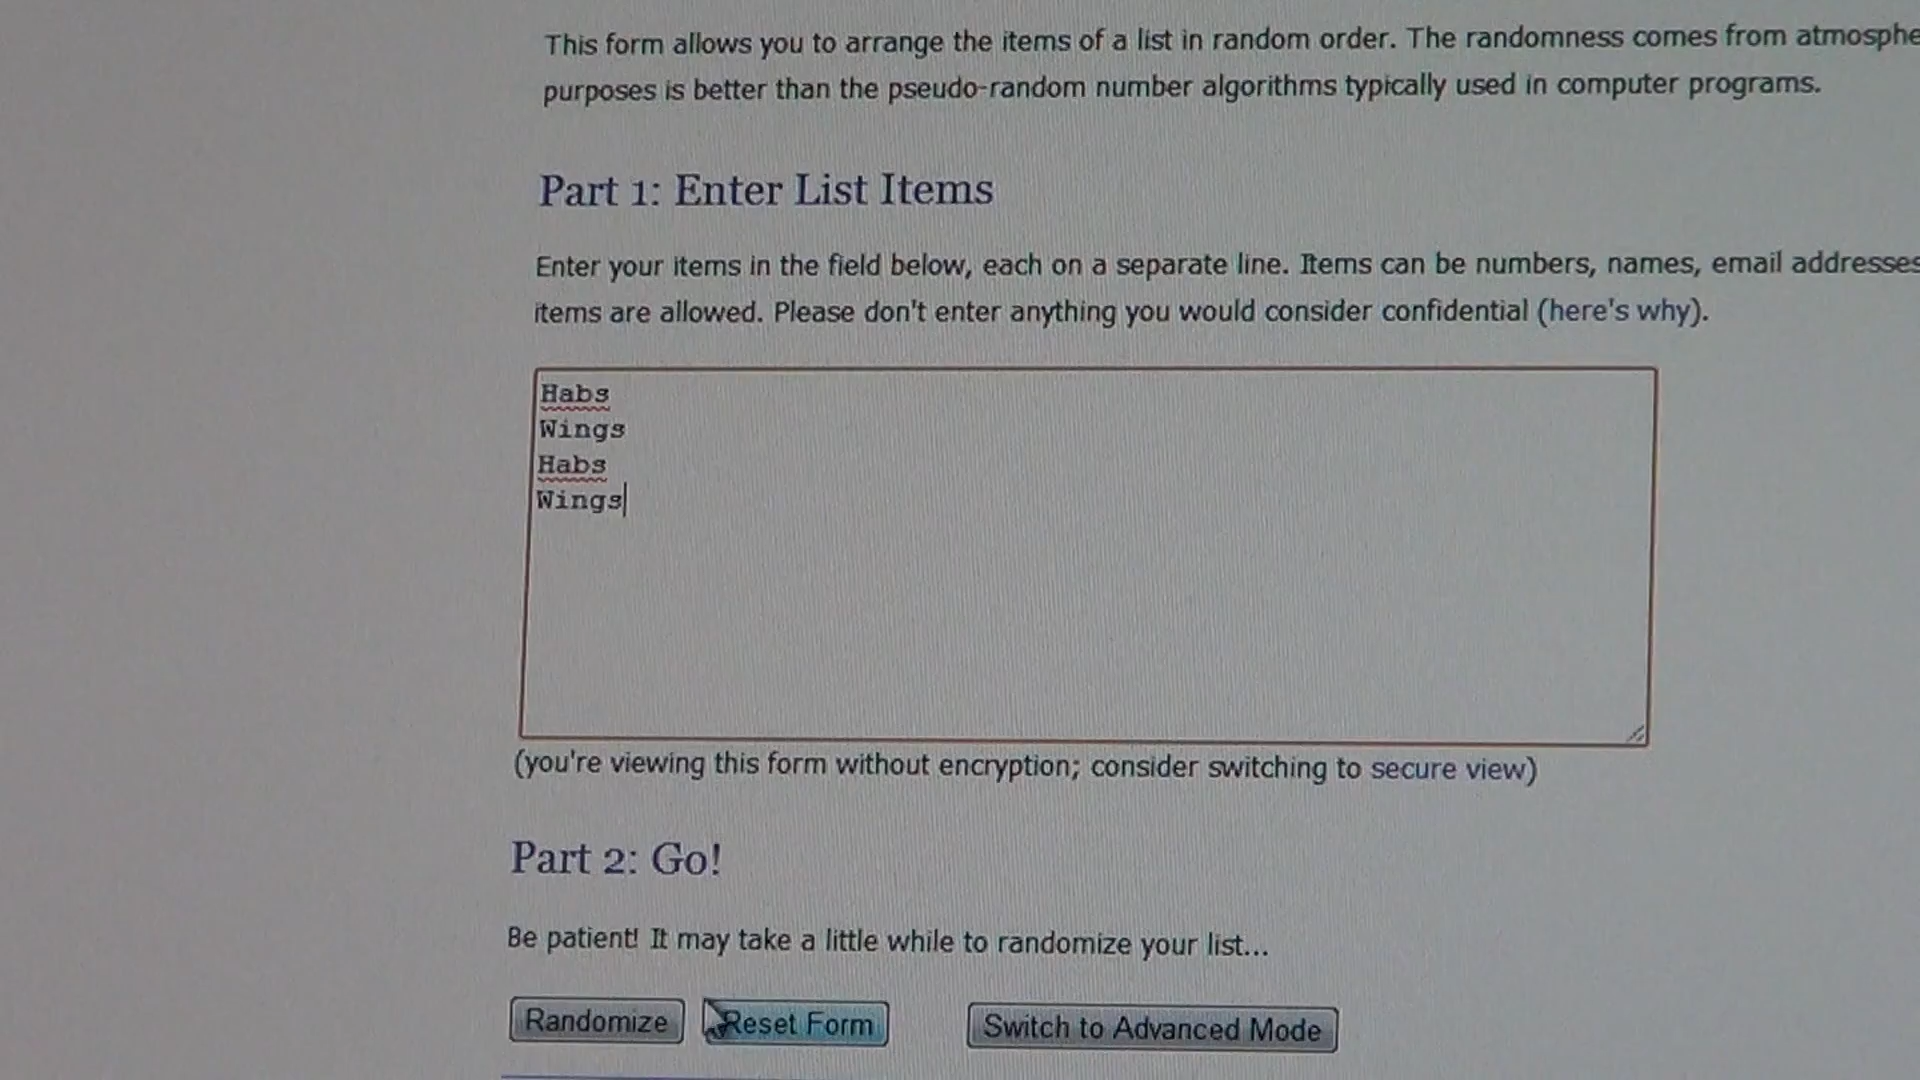 This form allows you to arrange the items of a list in random order. The randomness comes from
purposes is better than the pseudo-random number algorithms typically used in computer programs.
Part 1: Enter List Items
Enter your items in the field below, each on a separate line. Items can be numbers, names, email addresses
items are allowed. Please don't enter anything you would consider confidential (here's why).
Habs
Wings
Habs
Wings
(you're viewing this form without encryption; consider switching to secure view)
Part 2: Go!
Be patient! It may take a little while to randomize your list...
Randomize Reset Form Switch to Advanced Mode